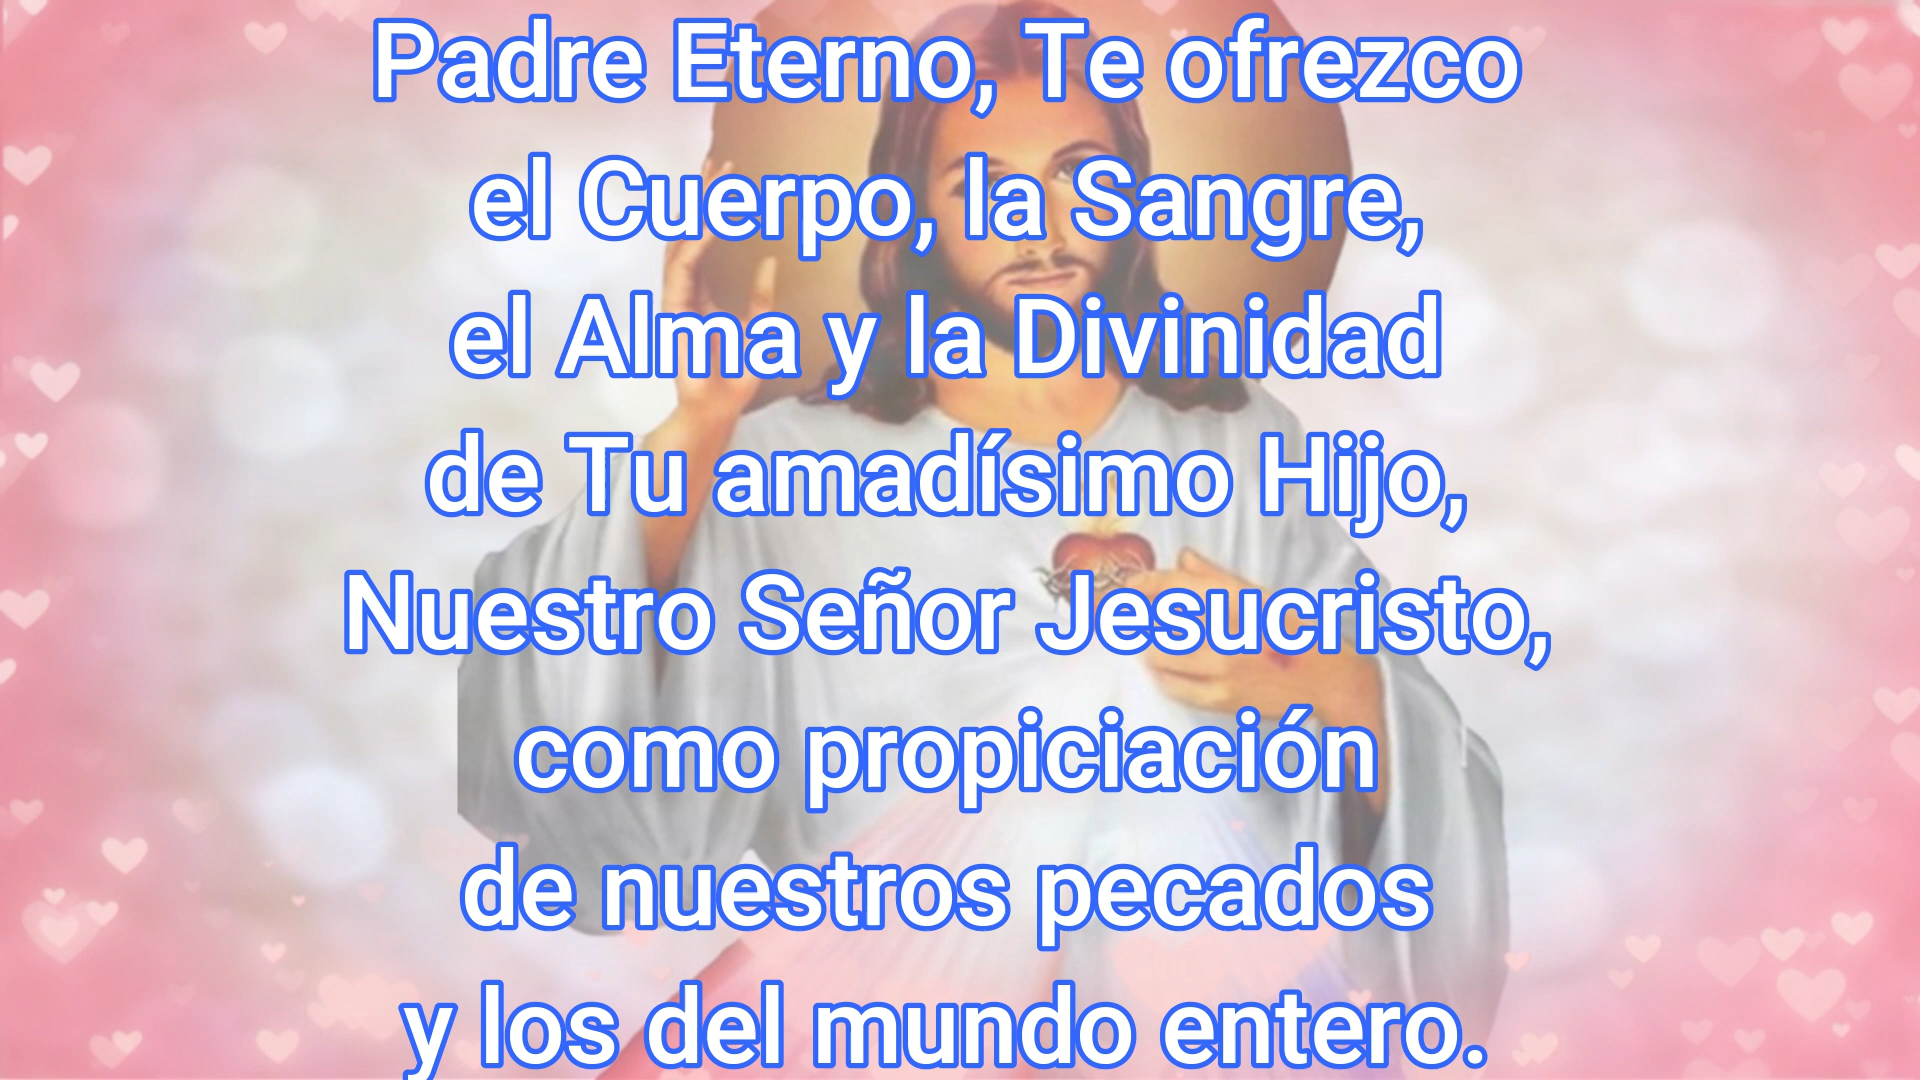 Padre Eterno, Te ofrezco
el Cuerpo, la Sangre,
el Alma y la Divinidad
de Tu amadísimo Hijo,
Nuestro Señor Jesucristo,
como propiciación
de nuestros pecados
y los del mundo entero.